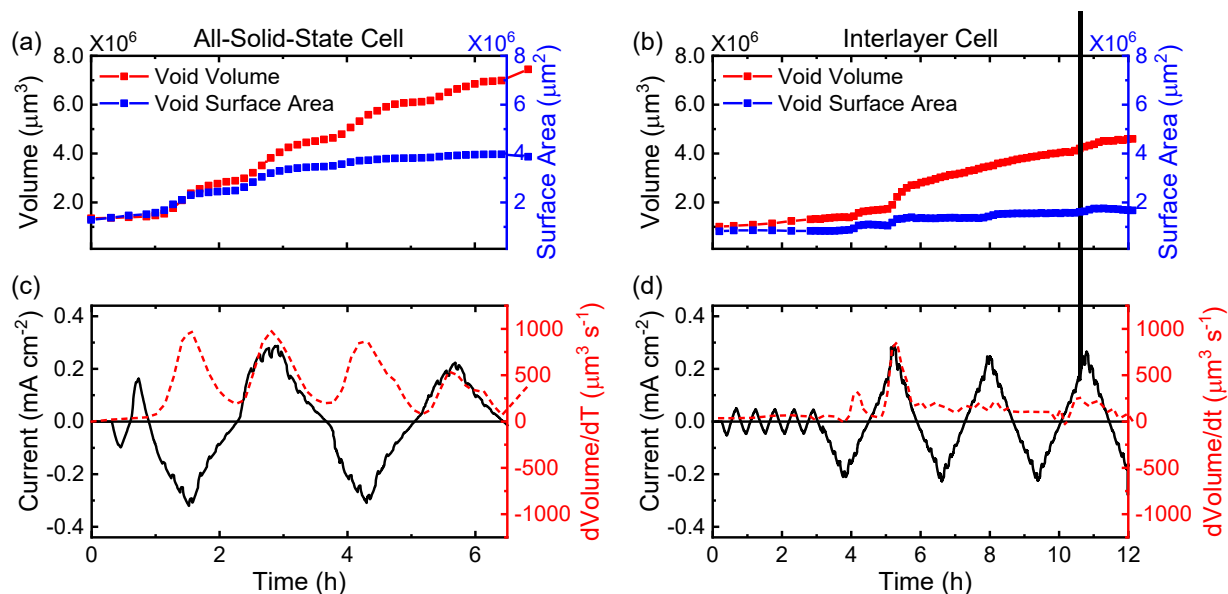 (a) X10⁶ All-Solid-State Cell X10⁶
8.0 8
Void Volume
Void Surface Area
6.0 6
4.0 4
2.0 2
Volume (μm³)
Surface Area (μm²)
(b) X10⁶ Interlayer Cell X10⁶
8.0 8
Void Volume
Void Surface Area
6.0 6
4.0 4
2.0 2
Volume (μm³)
Surface Area (μm²)
(c)
0.4 1000
0.2 500
0.0 0
-0.2 -500
-0.4 -1000
Current (mA cm⁻²)
dVolume/dT (μm³ s⁻¹)
0 2 4 6
Time (h)
(d)
0.4 1000
0.2 500
0.0 0
-0.2 -500
-0.4 -1000
Current (mA cm⁻²)
dVolume/dt (μm³ s⁻¹)
0 2 4 6 8 10 12
Time (h)